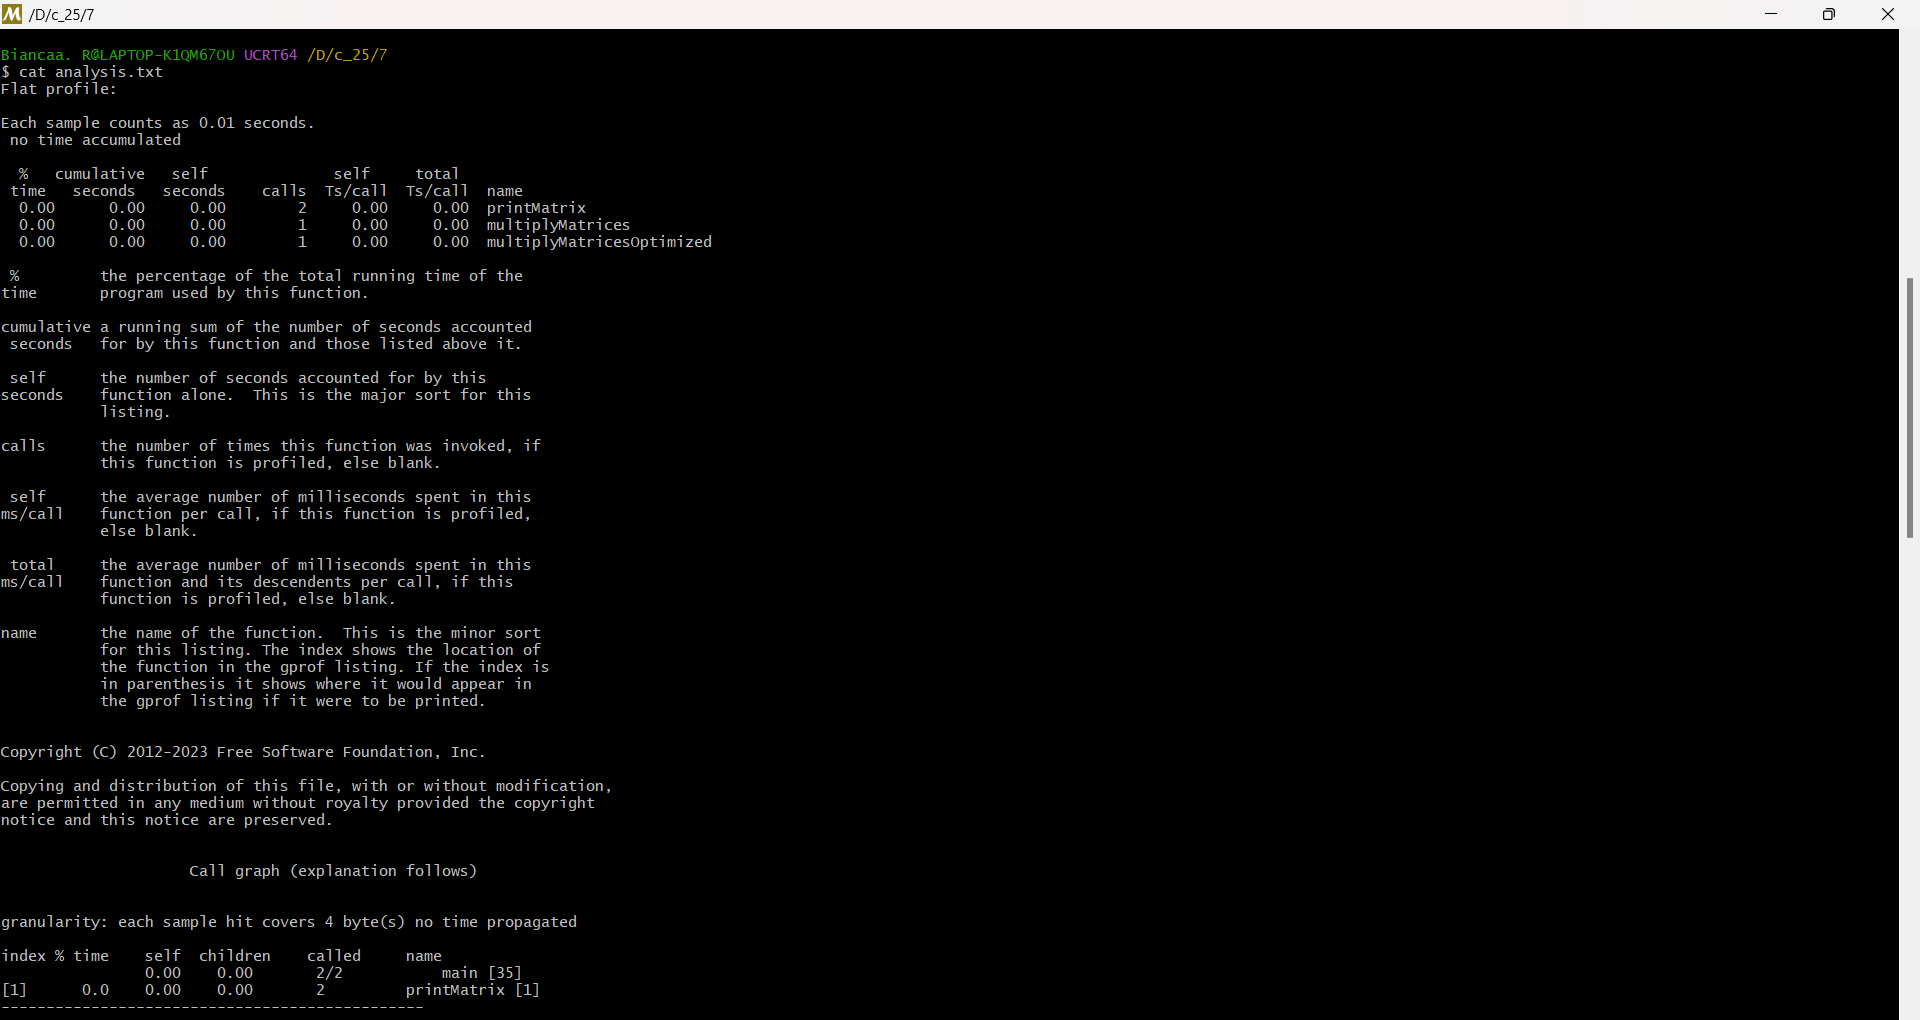 /D/c_25/7
Biancaa. R@LAPTOP-K1QM67OU UCRT64 /D/c_25/7
$ cat analysis.txt
Flat profile:

Each sample counts as 0.01 seconds.
 no time accumulated

  %   cumulative   self              self     total
 time   seconds   seconds    calls  Ts/call  Ts/call  name
  0.00      0.00     0.00        2     0.00     0.00  printMatrix
  0.00      0.00     0.00        1     0.00     0.00  multiplyMatrices
  0.00      0.00     0.00        1     0.00     0.00  multiplyMatricesOptimized

 %         the percentage of the total running time of the
time       program used by this function.

cumulative a running sum of the number of seconds accounted
 seconds   for by this function and those listed above it.

 self      the number of seconds accounted for by this
seconds    function alone.  This is the major sort for this
           listing.

calls      the number of times this function was invoked, if
           this function is profiled, else blank.

 self      the average number of milliseconds spent in this
ms/call    function per call, if this function is profiled,
           else blank.

 total     the average number of milliseconds spent in this
ms/call    function and its descendents per call, if this
           function is profiled, else blank.

name       the name of the function.  This is the minor sort
           for this listing. The index shows the location of
           the function in the gprof listing. If the index is
           in parenthesis it shows where it would appear in
           the gprof listing if it were to be printed.

Copyright (C) 2012-2023 Free Software Foundation, Inc.

Copying and distribution of this file, with or without modification,
are permitted in any medium without royalty provided the copyright
notice and this notice are preserved.

                     Call graph (explanation follows)

granularity: each sample hit covers 4 byte(s) no time propagated

index % time    self  children    called     name
                0.00    0.00       2/2           main [35]
[1]      0.0    0.00    0.00       2         printMatrix [1]
-----------------------------------------------